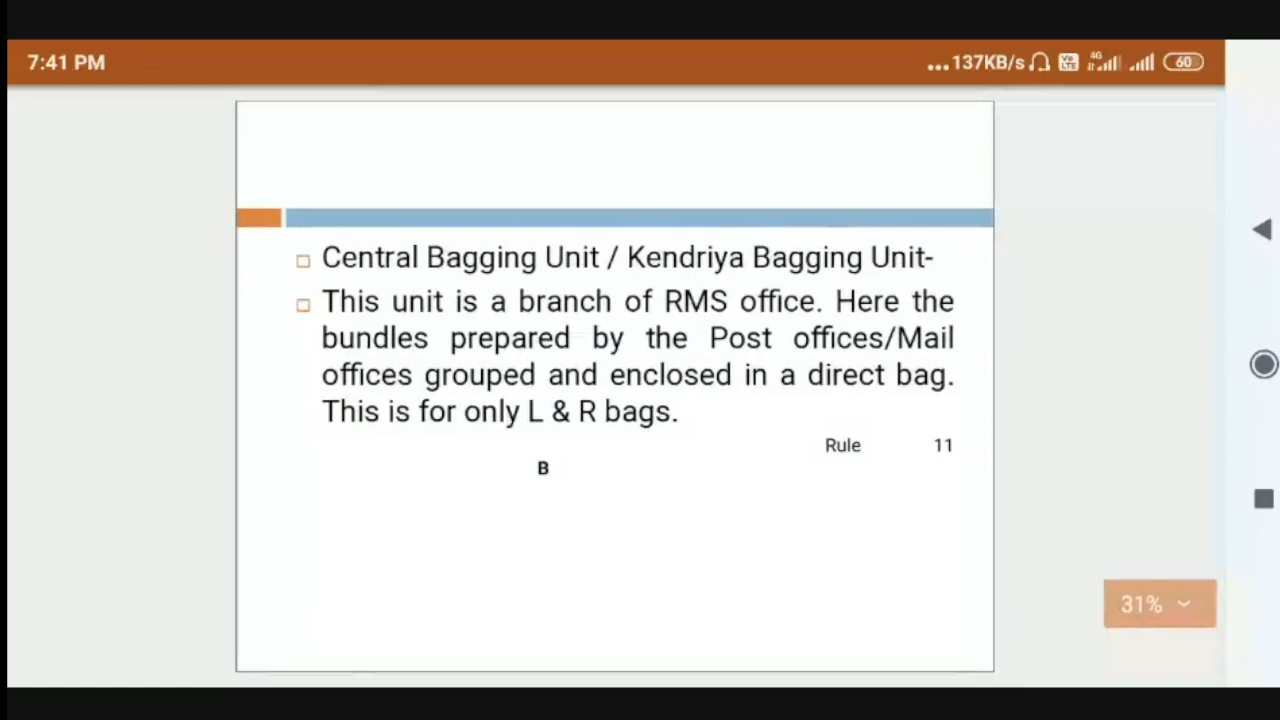 7:41 PM
...137KB/s VoLTE 4G 60
Central Bagging Unit / Kendriya Bagging Unit-
This unit is a branch of RMS office. Here the
bundles prepared by the Post offices/Mail
offices grouped and enclosed in a direct bag.
This is for only L & R bags.
Rule 11
B
31%